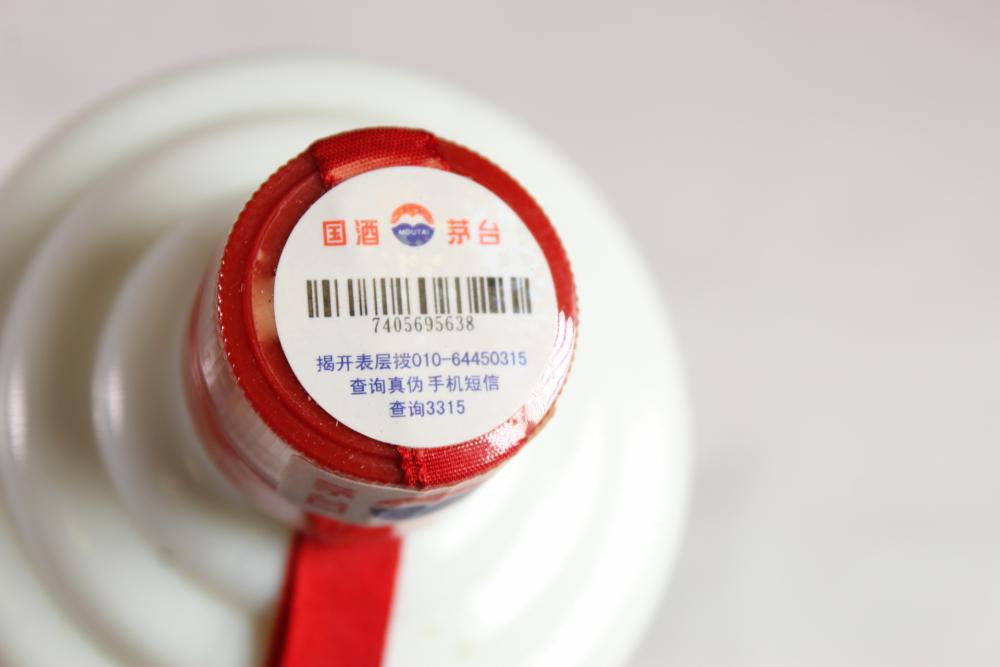 国酒 MOUTAI 茅台
7405695638
揭开表层拨010-64450315
查询真伪 手机短信
查询3315